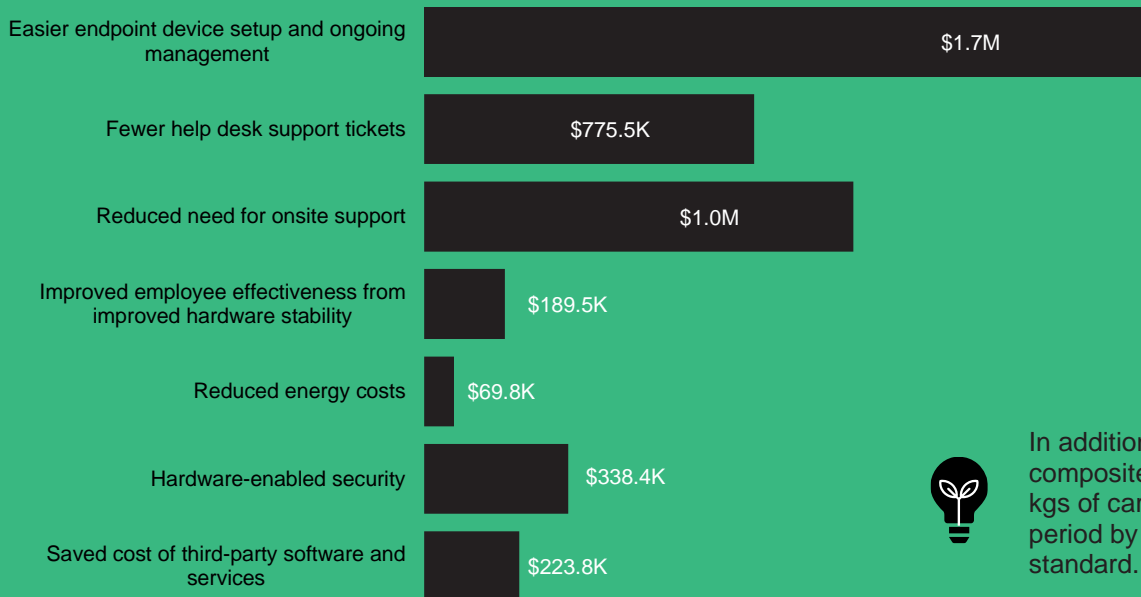 Easier endpoint device setup and ongoing
management
$1.7M
Fewer help desk support tickets
$775.5K
Reduced need for onsite support
$1.0M
Improved employee effectiveness from
improved hardware stability
$189.5K
Reduced energy costs
$69.8K
Hardware-enabled security
$338.4K
Saved cost of third-party software and
services
$223.8K
In addition
composite
kgs of car
period by
standard.